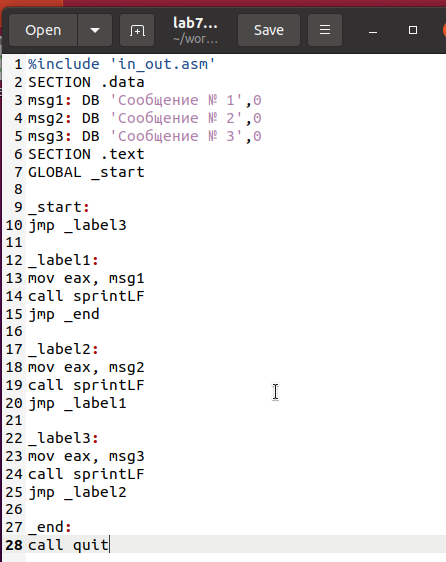 Open
lab7...
~/wor...
Save
1 %include 'in_out.asm'
2 SECTION .data
3 msg1: DB 'Сообщение № 1',0
4 msg2: DB 'Сообщение № 2',0
5 msg3: DB 'Сообщение № 3',0
6 SECTION .text
7 GLOBAL _start
8
9 _start:
10 jmp _label3
11
12 _label1:
13 mov eax, msg1
14 call sprintLF
15 jmp _end
16
17 _label2:
18 mov eax, msg2
19 call sprintLF
20 jmp _label1
21
22 _label3:
23 mov eax, msg3
24 call sprintLF
25 jmp _label2
26
27 _end:
28 call quit